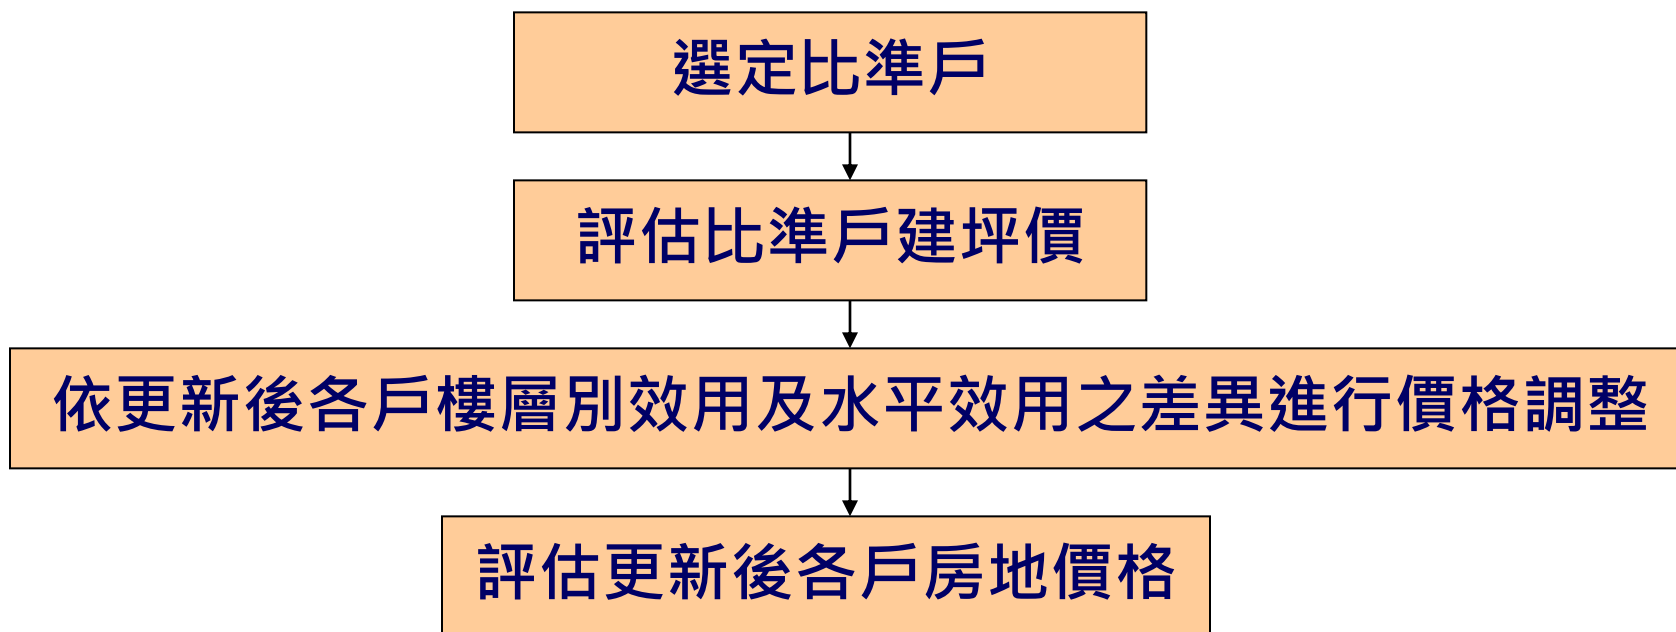 選定比準戶
評估比準戶建坪價
依更新後各戶樓層別效用及水平效用之差異進行價格調整
評估更新後各戶房地價格